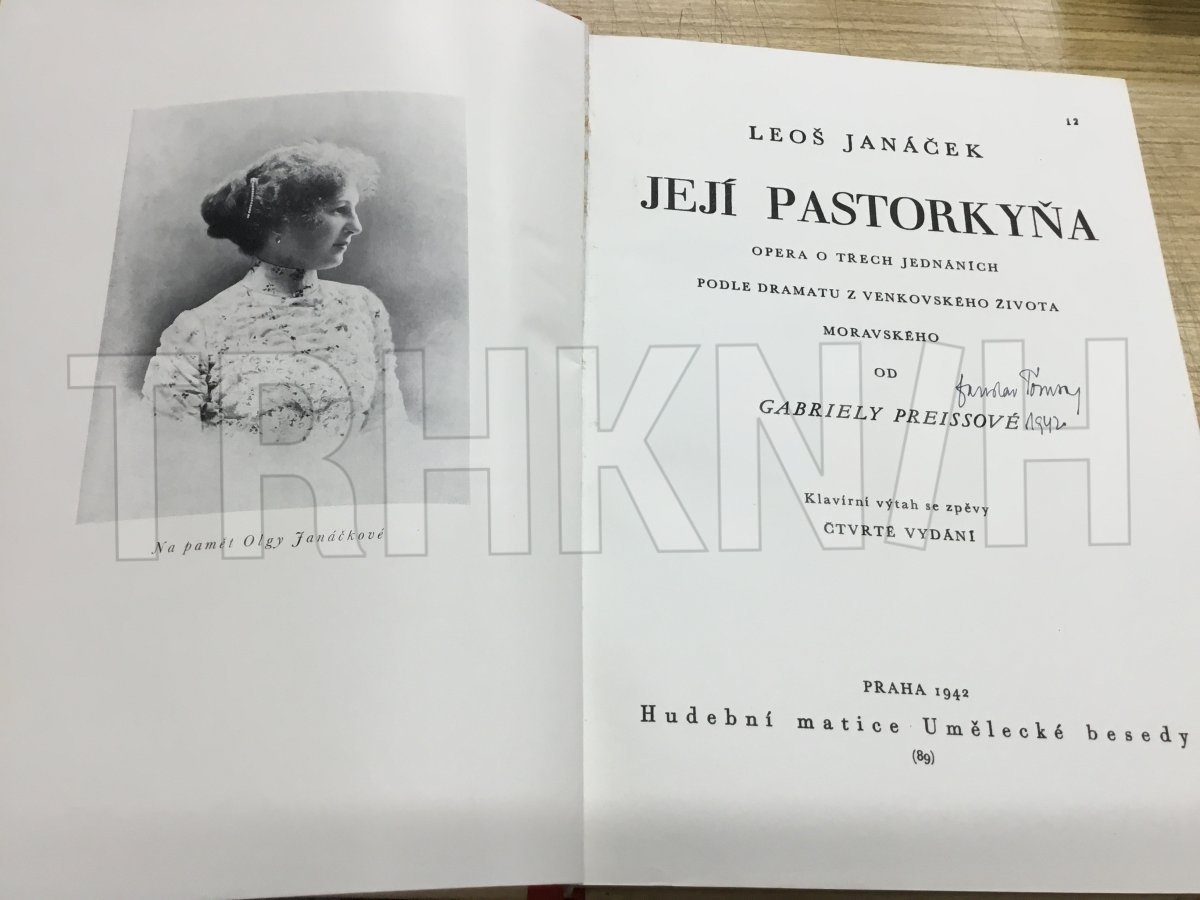 Na paměť Olgy Janáčkové
12
LEOŠ JANÁČEK
JEJÍ PASTORKYŇA
OPERA O TŘECH JEDNÁNÍCH
PODLE DRAMATU Z VENKOVSKÉHO ŽIVOTA
MORAVSKÉHO
OD
GABRIELY PREISSOVÉ
1942
Klavírní výtah se zpěvy
ČTVRTÉ VYDÁNÍ
PRAHA 1942
Hudební matice Umělecké besedy
(89)
TRHKNIH